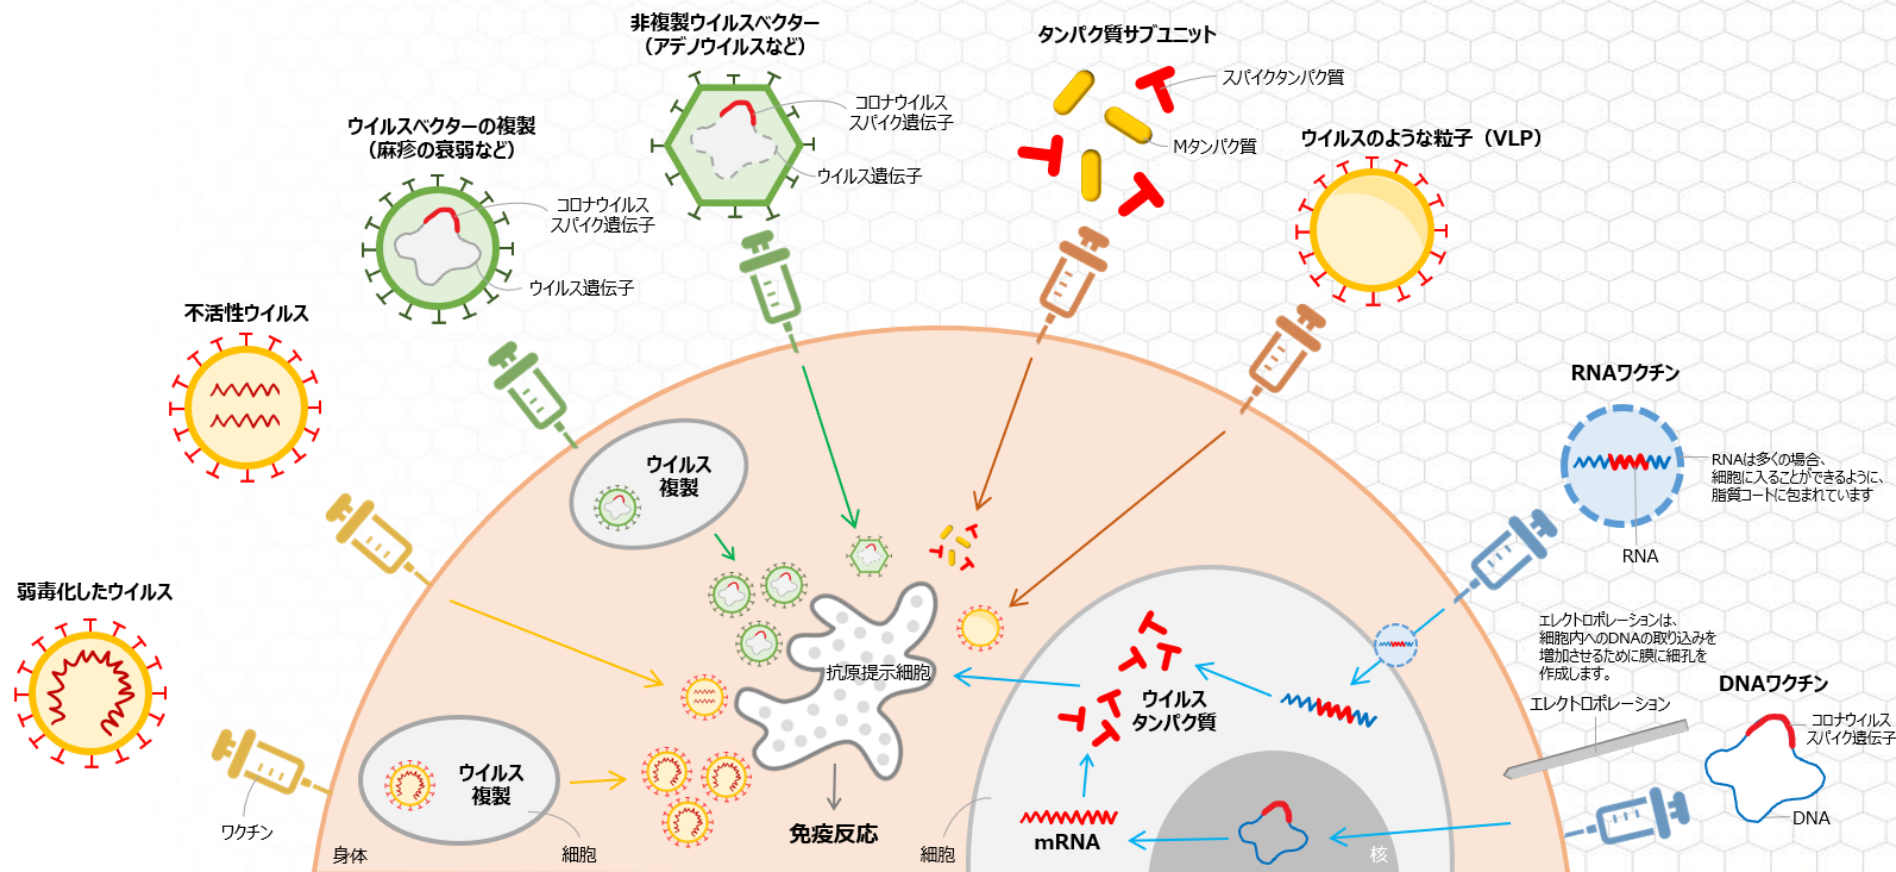 非複製ウイルスベクター
（アデノウイルスなど）
コロナウイルス
スパイク遺伝子
ウイルス遺伝子
タンパク質サブユニット
スパイクタンパク質
Mタンパク質
ウイルスのような粒子（VLP）
ウイルスベクターの複製
（麻疹の衰弱など）
コロナウイルス
スパイク遺伝子
ウイルス遺伝子
不活性ウイルス
弱毒化したウイルス
ワクチン
RNAワクチン
RNAは多くの場合、
細胞に入ることができるように、
脂質コートに包まれています
RNA
エレクトロポレーションは、
細胞内へのDNAの取り込みを
増加させるために膜に細孔を
作成します。
エレクトロポレーション
DNAワクチン
コロナウイルス
スパイク遺伝子
DNA
ウイルス
複製
抗原提示細胞
ウイルス
タンパク質
ウイルス
複製
免疫反応
mRNA
身体
細胞
細胞
核